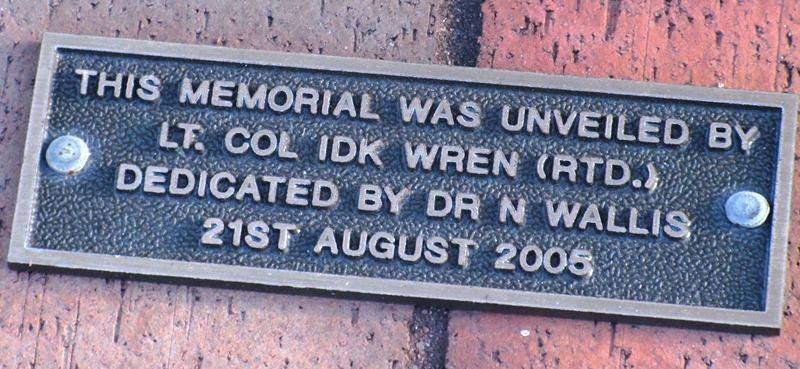 THIS MEMORIAL WAS UNVEILED BY
LT. COL IDK WREN (RTD.)
DEDICATED BY DR N WALLIS
21ST AUGUST 2005